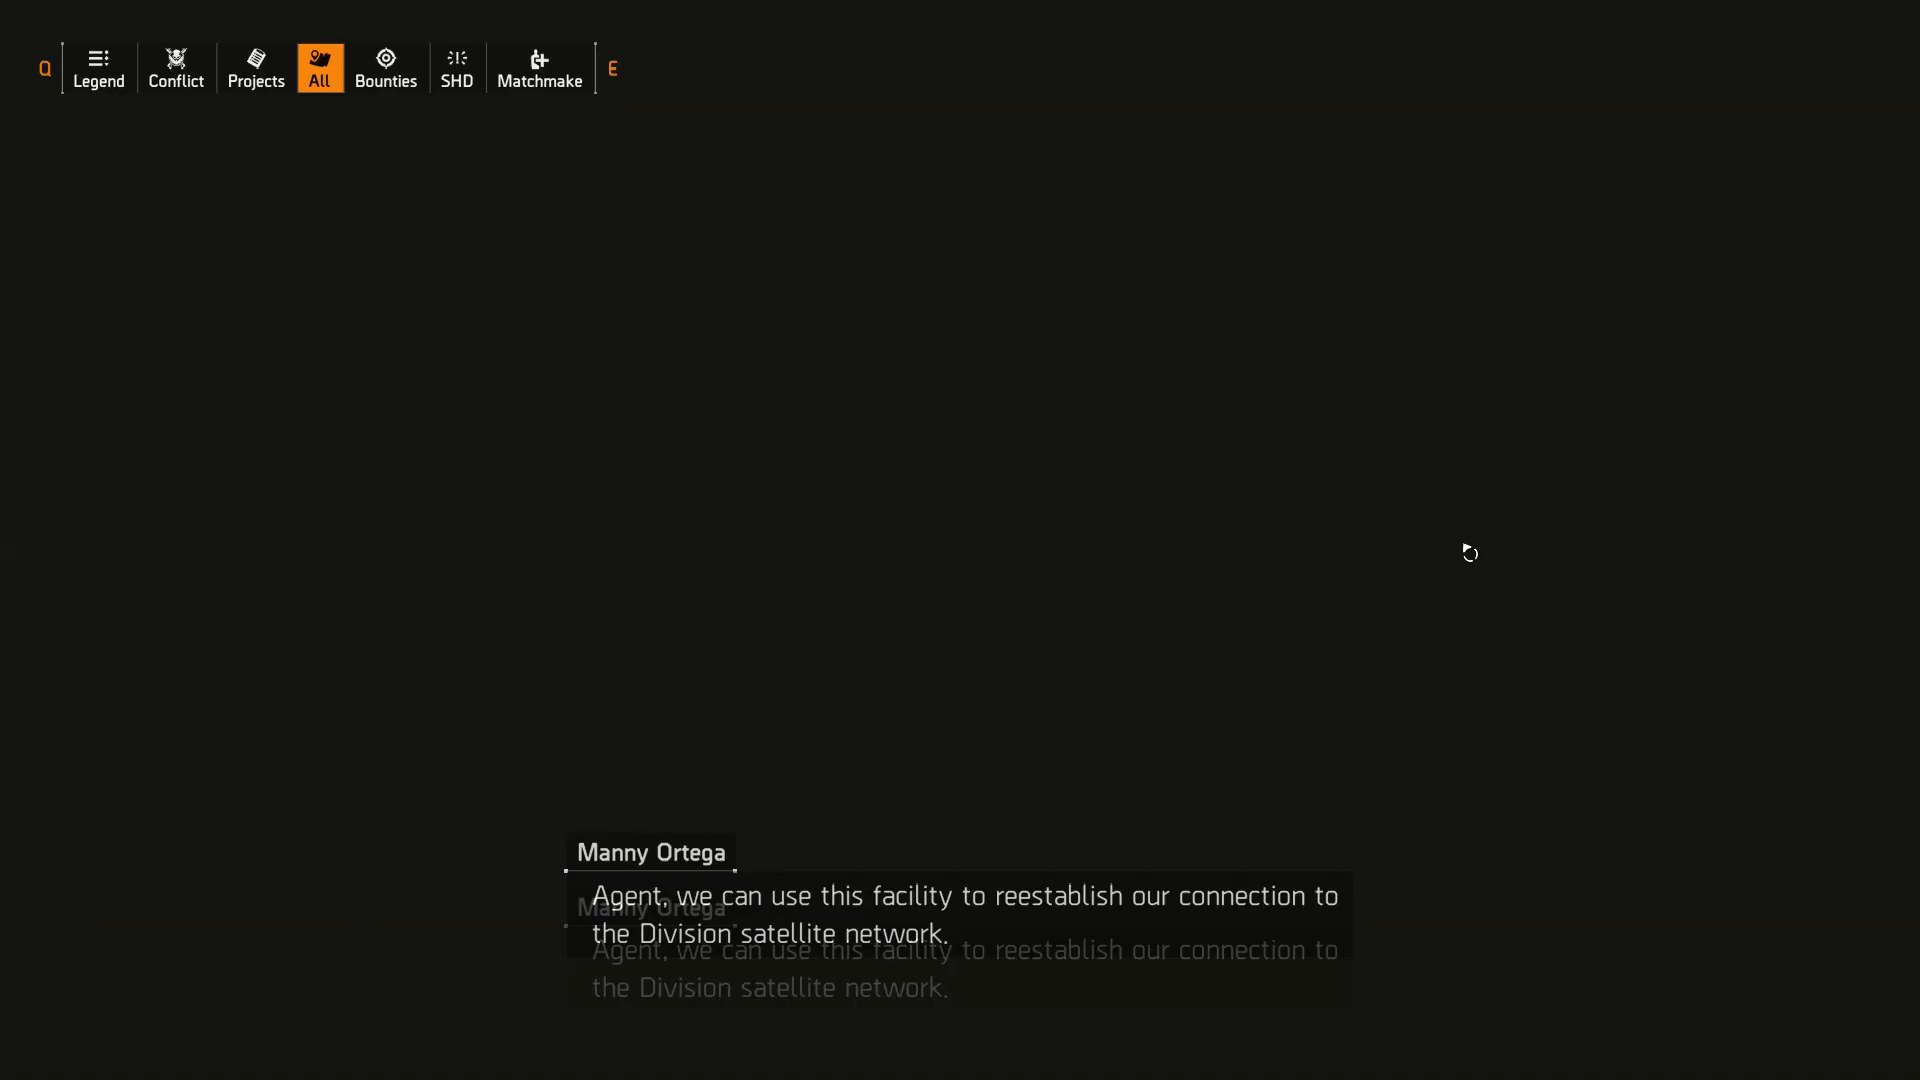 Q Legend Conflict Projects All Bounties SHD Matchmake E
Manny Ortega
Agent, we can use this facility to reestablish our connection to
Manny Ortega
the Division satellite network.
Agent, we can use this facility to reestablish our connection to
the Division satellite network.